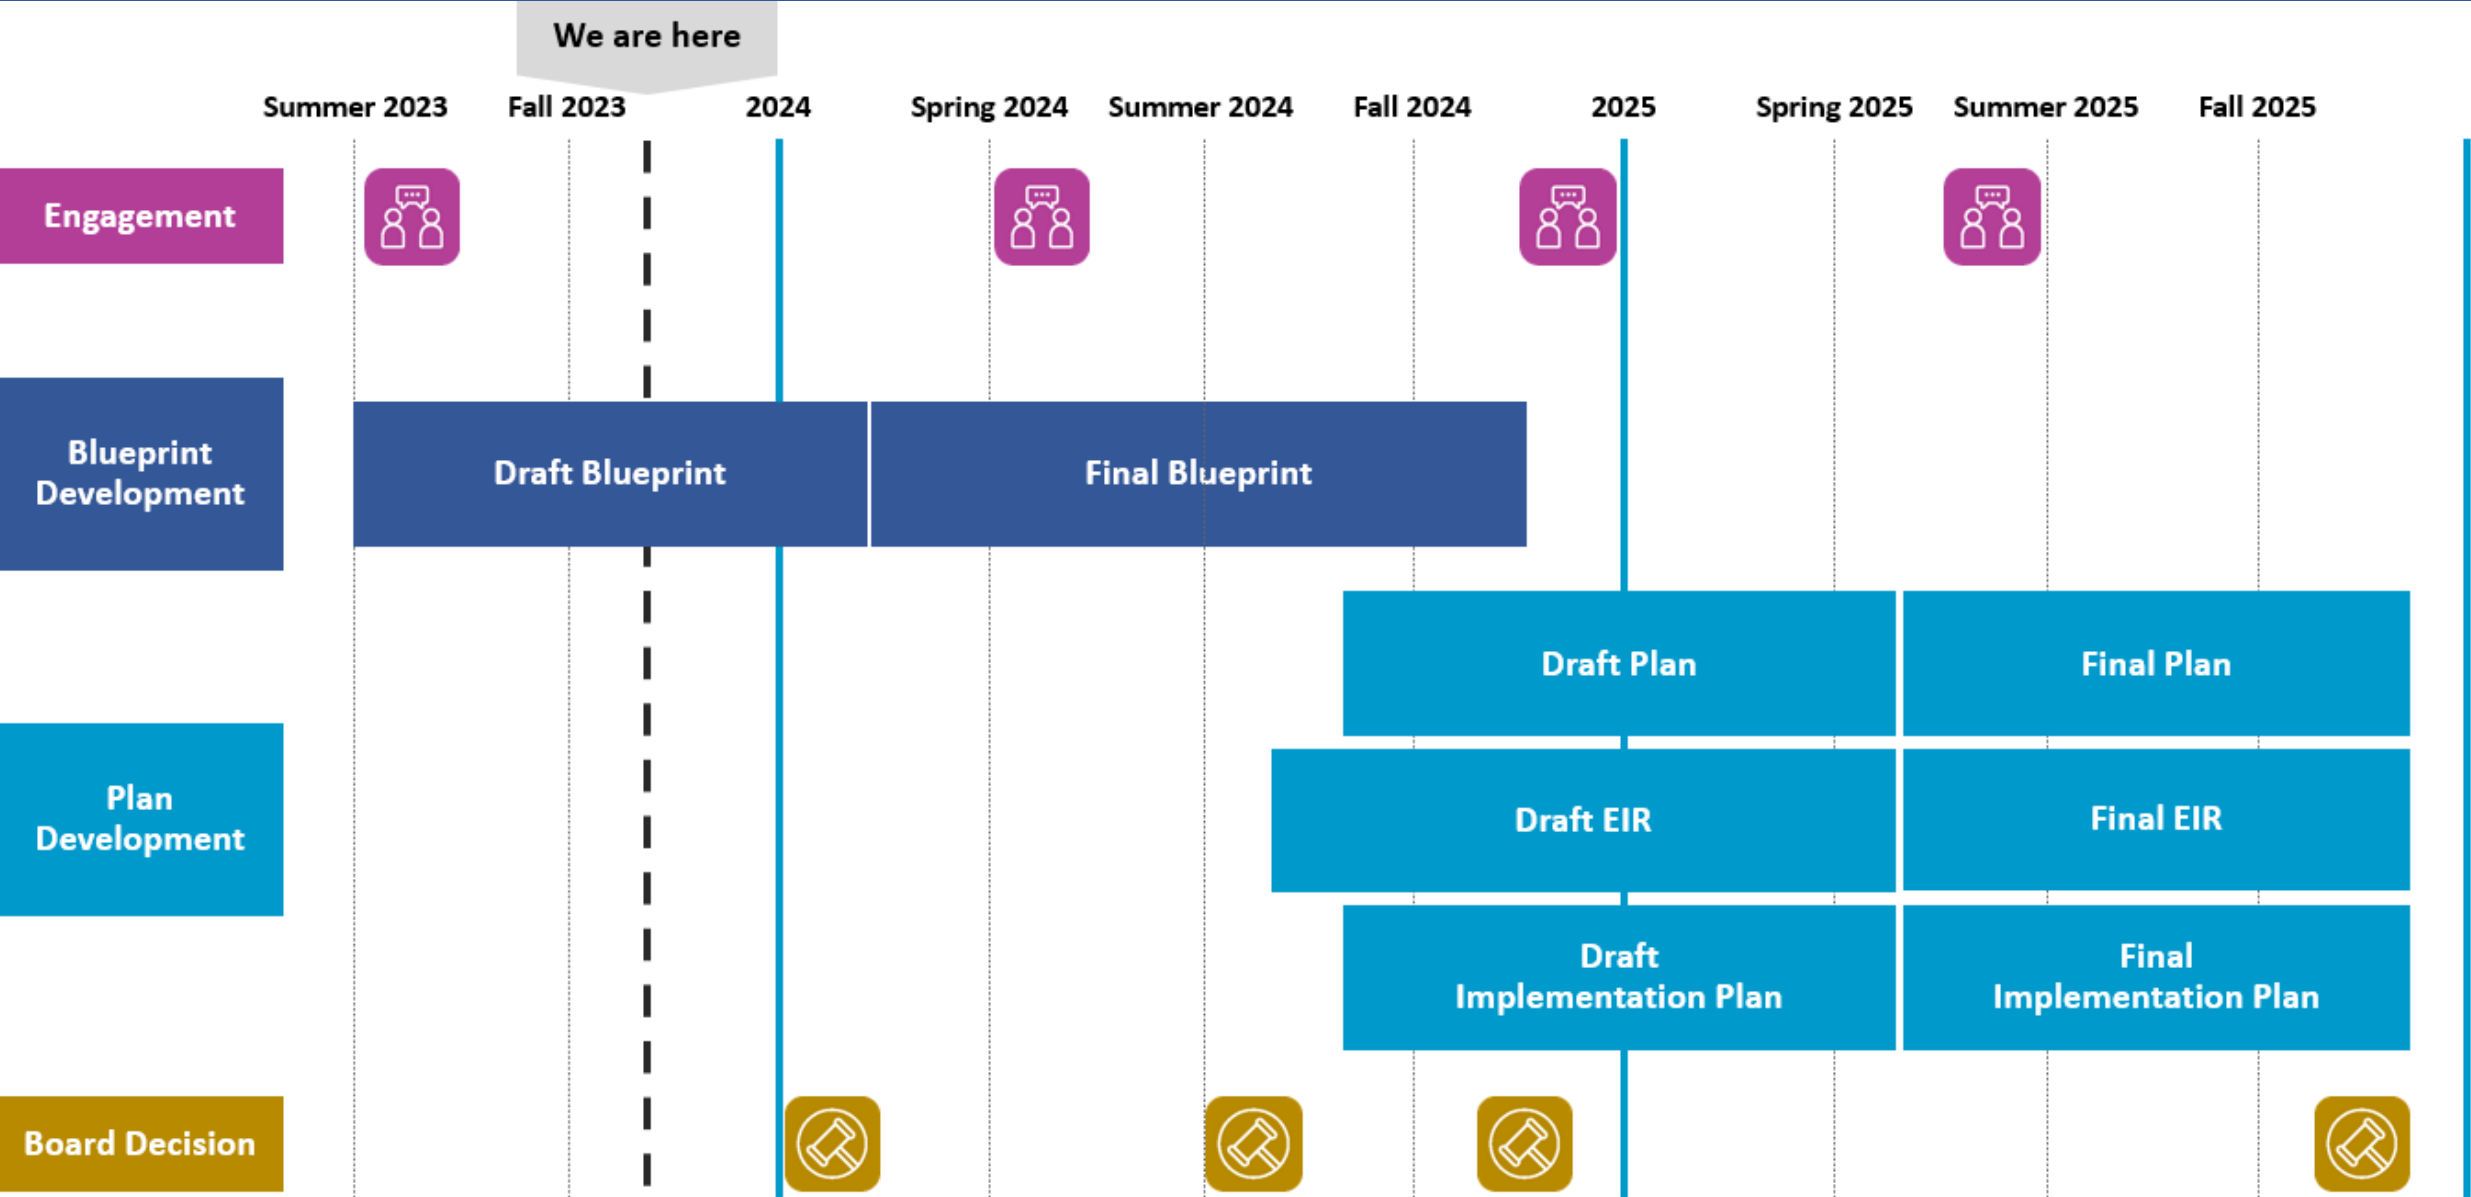 We are here
Summer 2023
Fall 2023
2024
Spring 2024
Summer 2024
Fall 2024
2025
Spring 2025
Summer 2025
Fall 2025
Engagement
Blueprint
Development
Draft Blueprint
Final Blueprint
Plan
Development
Draft Plan
Final Plan
Draft EIR
Final EIR
Draft
Implementation Plan
Final
Implementation Plan
Board Decision